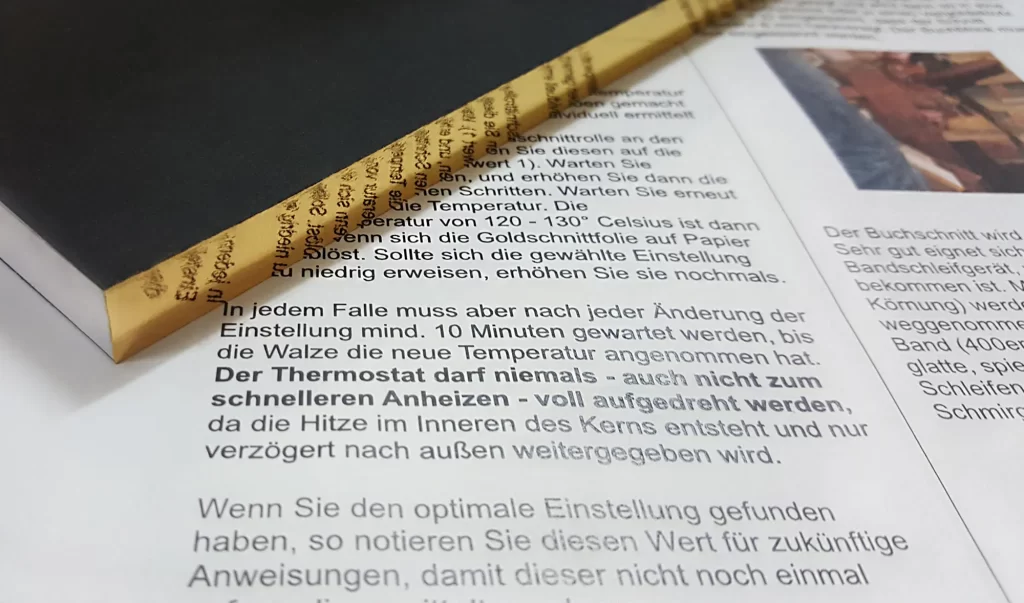 Temperatur
gemacht
ividuell ermittelt
schnittrolle an den
Sie diesen auf die
wert 1). Warten Sie
en, und erhöhen Sie dann die
Schritten. Warten Sie erneut
die Temperatur. Die
peratur von 120 - 130° Celsius ist dann
wenn sich die Goldschnittfolie auf Papier
löst. Sollte sich die gewählte Einstellung
zu niedrig erweisen, erhöhen Sie sie nochmals.
In jedem Falle muss aber nach jeder Änderung der
Einstellung mind. 10 Minuten gewartet werden, bis
die Walze die neue Temperatur angenommen hat.
Der Thermostat darf niemals - auch nicht zum
schnelleren Anheizen - voll aufgedreht werden,
da die Hitze im Inneren des Kerns entsteht und nur
verzögert nach außen weitergegeben wird.
Wenn Sie den optimale Einstellung gefunden
haben, so notieren Sie diesen Wert für zukünftige
Anweisungen, damit dieser nicht noch einmal
Der Buchschnitt wird
Sehr gut eignet sich
Bandschleifgerät,
bekommen ist. M
Körnung) werde
weggenomme
Band (400er
glatte, spie
Schleifen
Schmirg